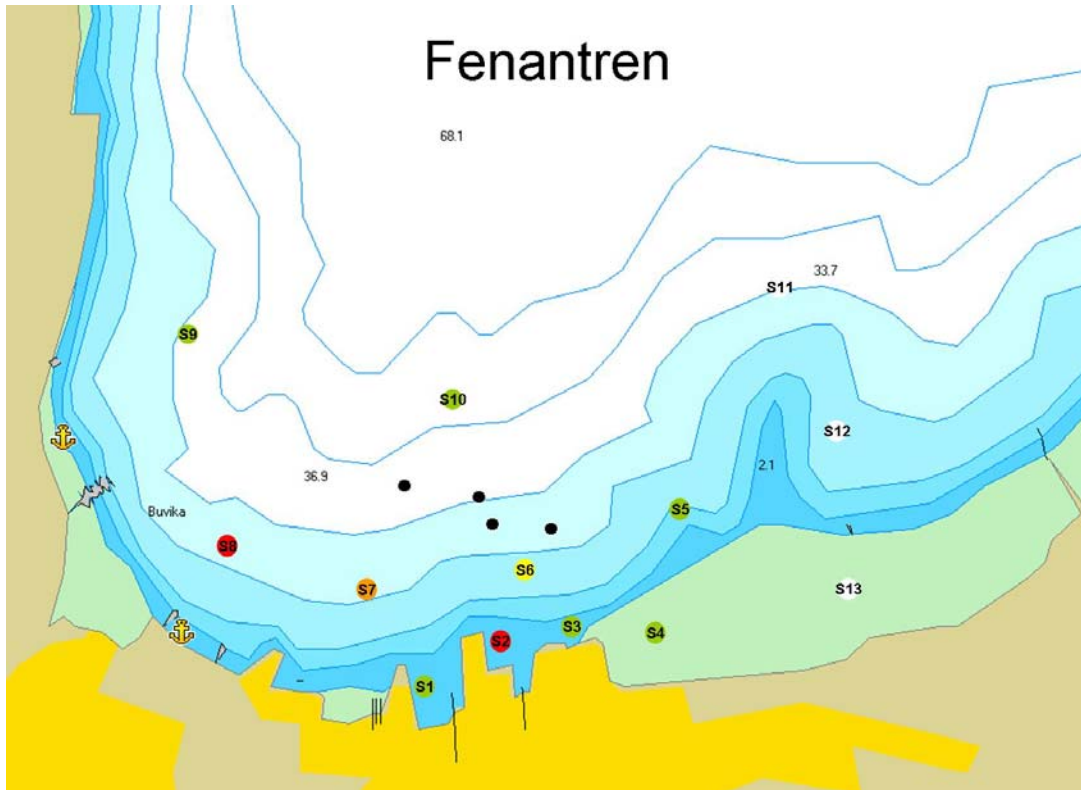 Fenantren
68.1
33.7
S11
S9
S10
S12
2.1
36.9
S5
Buvika
S8
S6
S7
S13
S3
S4
S2
S1